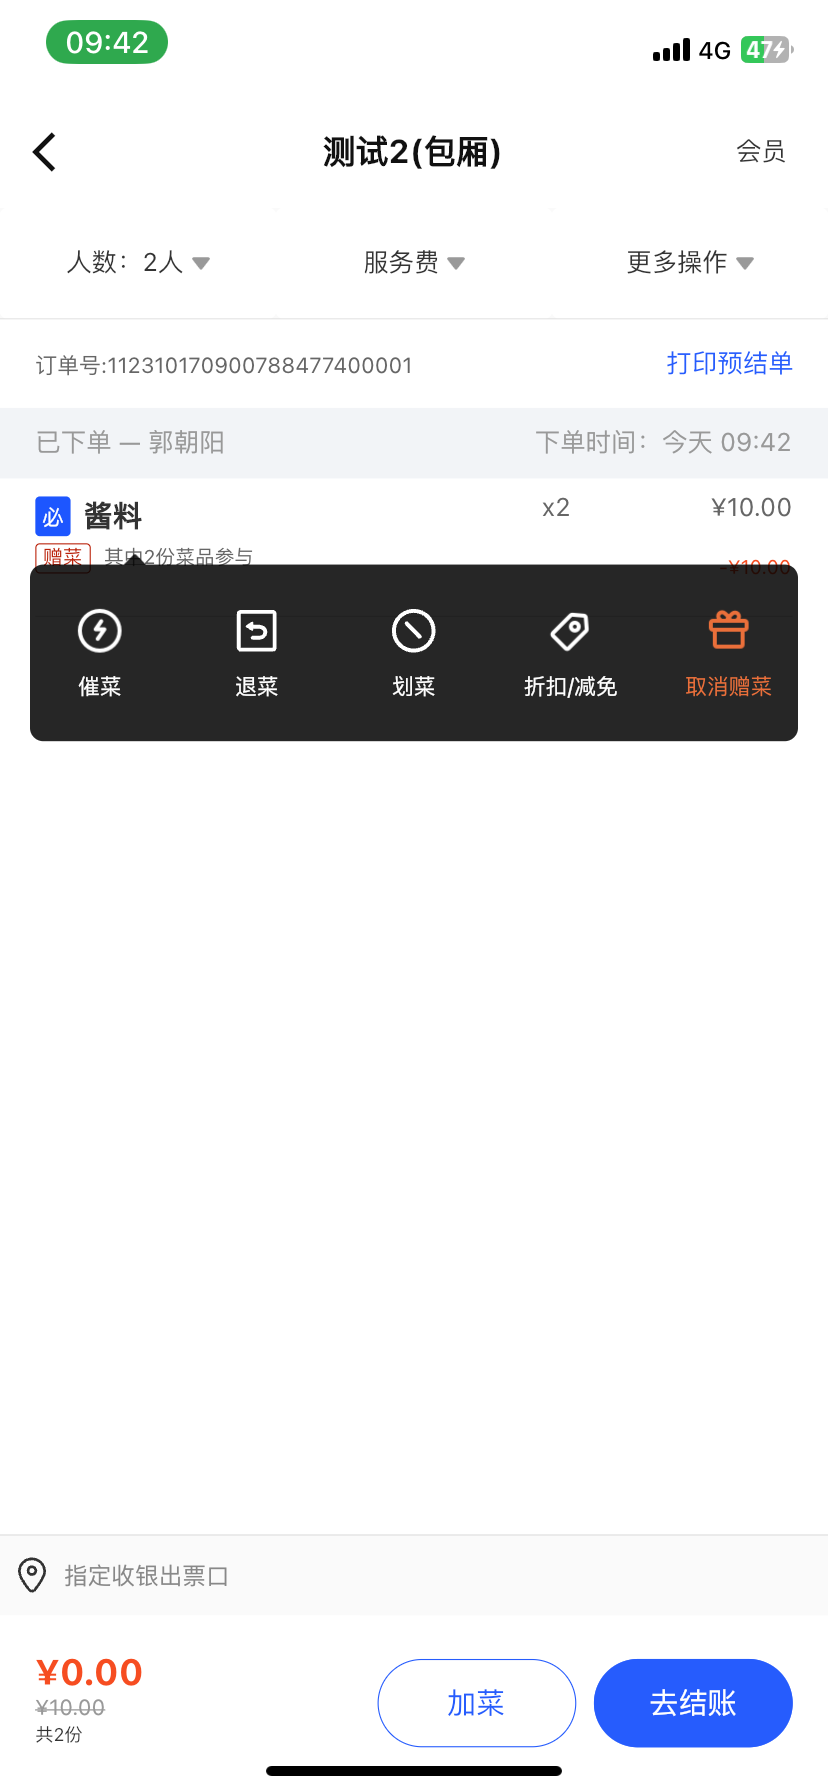 09:42
4G 47
测试2(包厢)
会员
人数：2人
服务费
更多操作
订单号:112310170900788477400001
打印预结单
已下单 — 郭朝阳
下单时间：今天 09:42
必 酱料 x2 ¥10.00
赠菜 其中2份菜品参与
-¥10.00
催菜
退菜
划菜
折扣/减免
取消赠菜
指定收银出票口
¥0.00
¥10.00
共2份
加菜
去结账